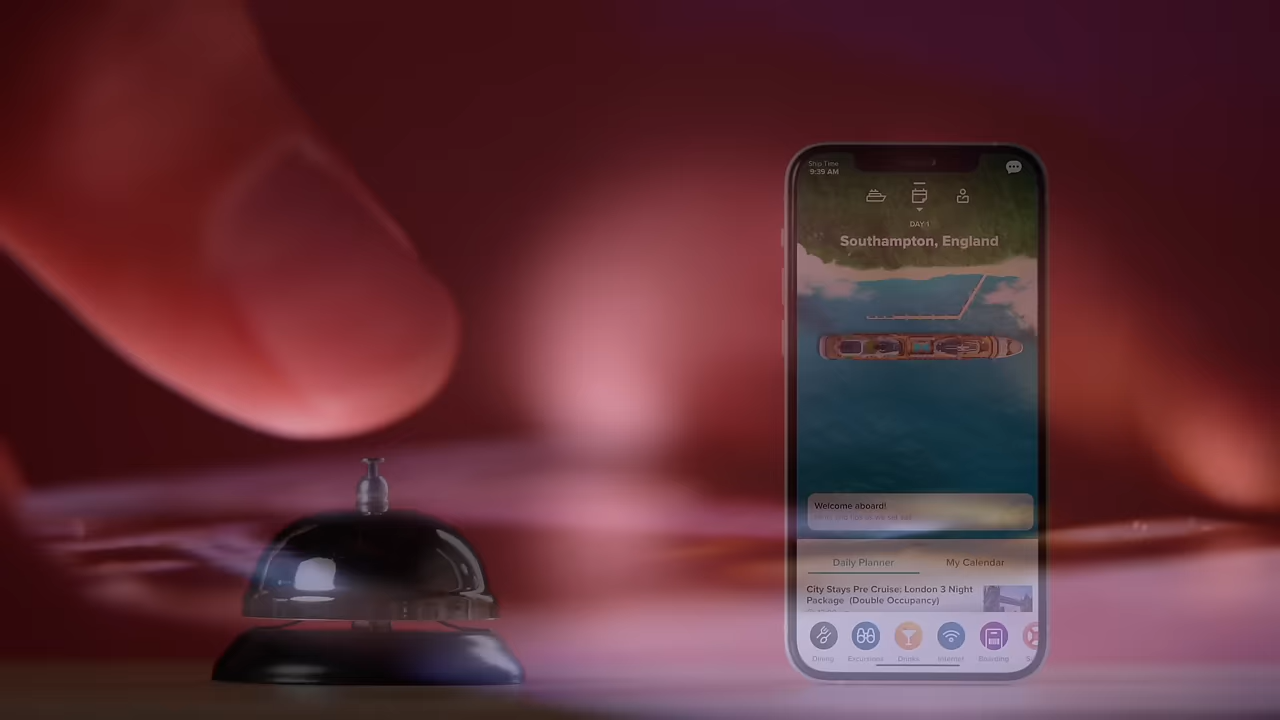 Ship Time
9:39 AM
DAY 1
Southampton, England
Welcome aboard!
Daily Planner
My Calendar
City Stays Pre Cruise: London 3 Night
Package (Double Occupancy)
Dining
Excursions
Drinks
Internet
Boarding